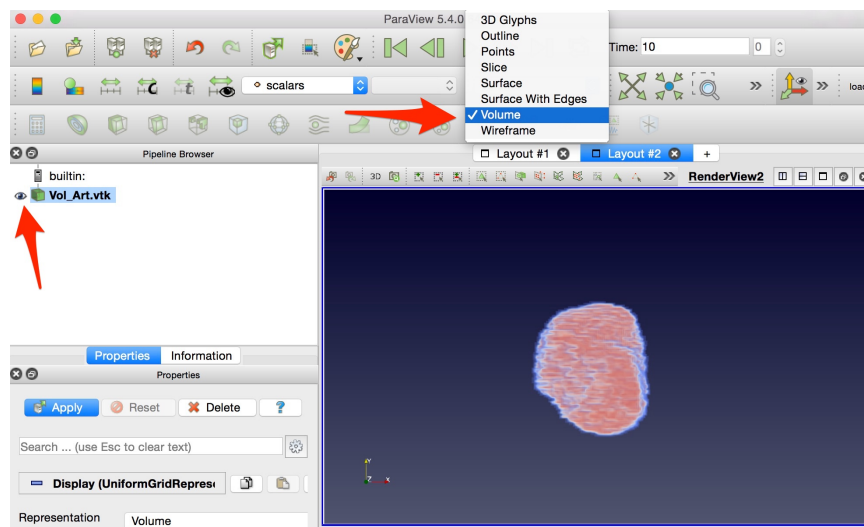 ParaView 5.4.0
3D Glyphs
Outline
Points
Slice
Surface
Surface With Edges
Volume
Wireframe
Time: 10
0
scalars
Pipeline Browser
builtin:
Vol_Art.vtk
Layout #1
Layout #2
+
3D
RenderView2
Properties
Information
Properties
Apply
Reset
Delete
?
Search ... (use Esc to clear text)
Display (UniformGridRepres
Representation
Volume
Y
Z
X